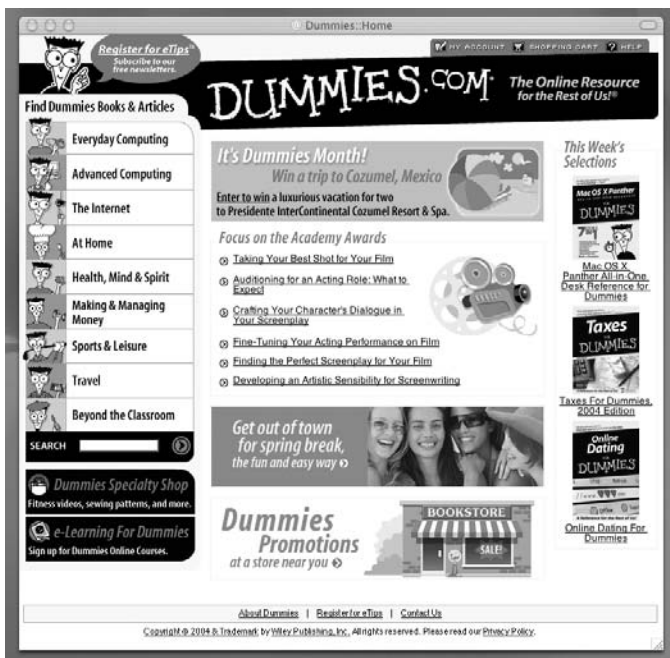 Dummies::Home
Register for eTips™
Subscribe to our
free newsletters.
MY ACCOUNT SHOPPING CART ? HELP
DUMMIES.COM®
The Online Resource
for the Rest of Us!®
Find Dummies Books & Articles
Everyday Computing
Advanced Computing
The Internet
At Home
Health, Mind & Spirit
Making & Managing
Money
Sports & Leisure
Travel
Beyond the Classroom
SEARCH
Dummies Specialty Shop
Fitness videos, sewing patterns, and more.
e-Learning For Dummies
Sign up for Dummies Online Courses.
It's Dummies Month!
Win a trip to Cozumel, Mexico
Enter to win a luxurious vacation for two
to Presidente InterContinental Cozumel Resort & Spa.
Focus on the Academy Awards
Taking Your Best Shot for Your Film
Auditioning for an Acting Role: What to
Expect
Crafting Your Character's Dialogue in
Your Screenplay
Fine-Tuning Your Acting Performance on Film
Finding the Perfect Screenplay for Your Film
Developing an Artistic Sensibility for Screenwriting
Get out of town
for spring break,
the fun and easy way
Dummies
Promotions
at a store near you
BOOKSTORE
SALE!
This Week's
Selections
Mac OS X Panther
DUMMIES
7
Mac OS X
Panther All-in-One
Desk Reference for
Dummies
Taxes
DUMMIES
Taxes For Dummies,
2004 Edition
Online
Dating
DUMMIES
Online Dating For
Dummies
About Dummies | Register for eTips | Contact Us
Copyright © 2004 & Trademark by Wiley Publishing, Inc. All rights reserved. Please read our Privacy Policy.